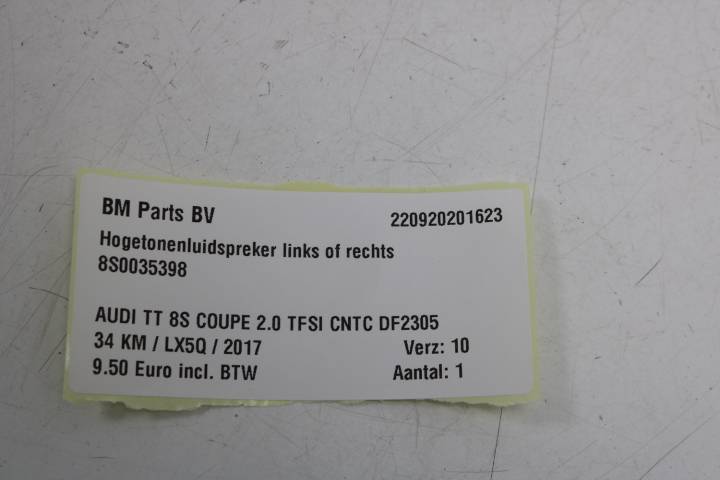 BM Parts BV 220920201623
Hogetonenluidspreker links of rechts
8S0035398
AUDI TT 8S COUPE 2.0 TFSI CNTC DF2305
34 KM / LX5Q / 2017 Verz: 10
9.50 Euro incl. BTW Aantal: 1